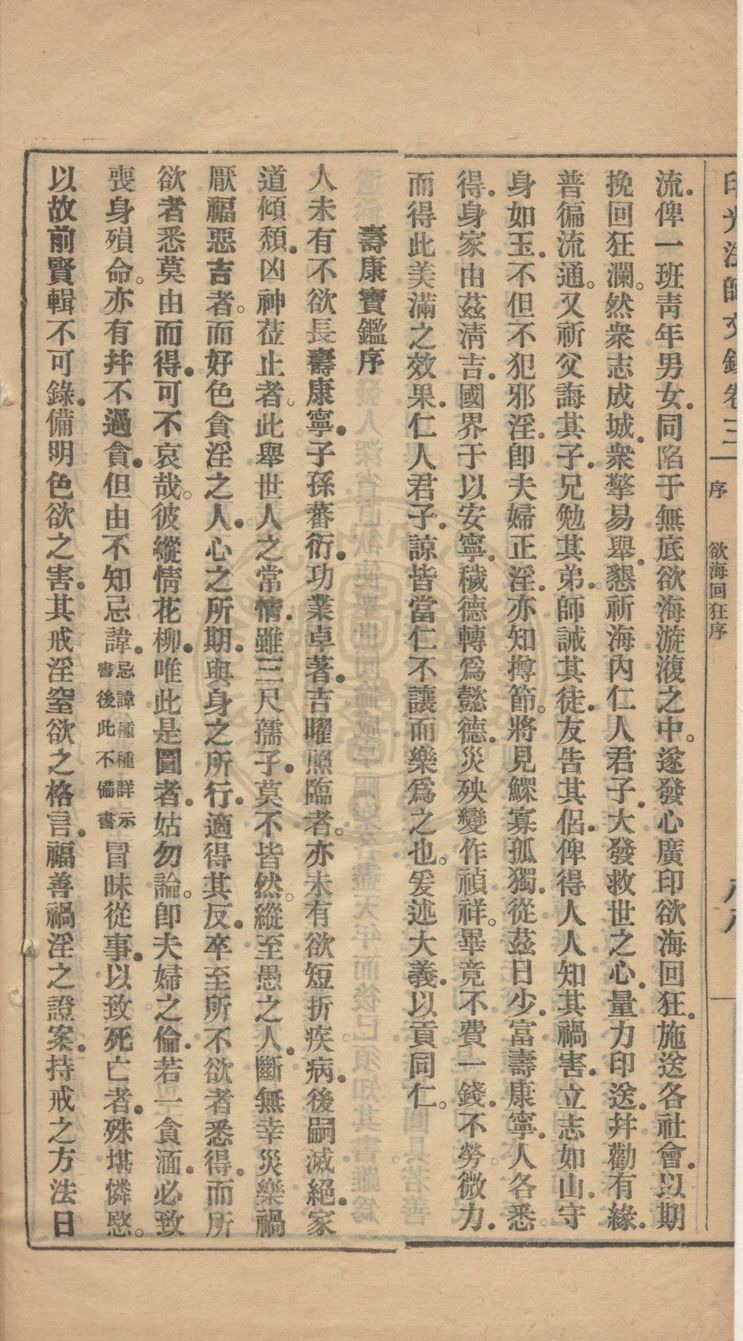 印光法師文鈔卷三 序 欲海回狂序 八八
流。俾一班靑年男女。同陷于無底欲海漩澓之中。遂發心廣印欲海回狂。施送各社會。以期
挽回狂瀾。然衆志成城。衆擎易舉。懇祈海內仁人君子。大發救世之心。量力印送。幷勸有緣。
普徧流通。又祈父誨其子。兄勉其弟。師誡其徒。友告其侶。俾得人人知其禍害。立志如山。守
身如玉。不但不犯邪淫。卽夫婦正淫。亦知撙節。將見鰥寡孤獨。從茲日少。富壽康寧。人各悉
得。身家由茲清吉。國界于以安寧。穢德轉爲懿德。災殃變作禎祥。畢竟不費一錢。不勞微力。
而得此美滿之效果。仁人君子。諒皆當仁不讓而樂爲之也。爰述大義。以貢同仁。
壽康寶鑑序
人未有不欲長壽康寧。子孫蕃衍。功業卓著。吉曜照臨者。亦未有欲短折疾病。後嗣滅絕。家
道傾頹。凶神莅止者。此舉世人之常情。雖三尺孺子。莫不皆然。縱至愚之人。斷無幸災樂禍
厭福惡吉者。而好色貪淫之人。心之所期。與身之所行。適得其反。卒至所不欲者悉得。而所
欲者悉莫由而得。可不哀哉。彼縱情花柳。唯此是圖者。姑勿論。卽夫婦之倫。若一貪湎。必致
喪身殞命。亦有幷不過貪。但由不知忌諱。忌諱種種詳示書後此不備書冒昧從事。以致死亡者。殊堪憐愍。
以故前賢輯不可錄。備明色欲之害。其戒淫窒欲之格言。福善禍淫之證案。持戒之方法日